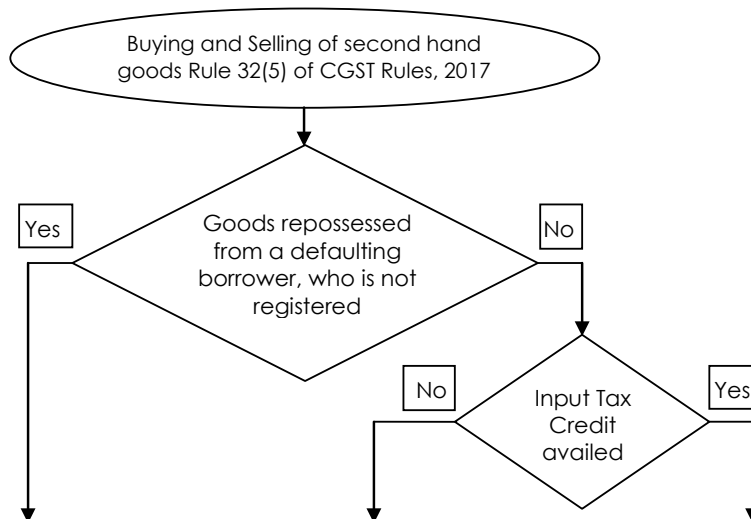 Buying and Selling of second hand
goods Rule 32(5) of CGST Rules, 2017
Yes
Goods repossessed
from a defaulting
borrower, who is not
registered
No
No
Input Tax
Credit
availed
Yes